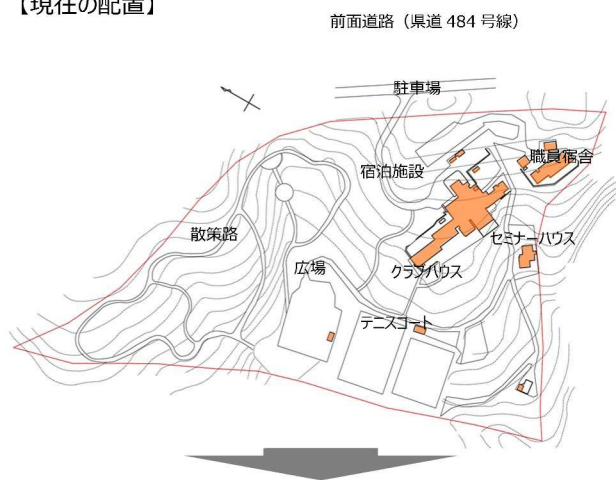 【現在の配置】
前面道路（県道 484 号線）
駐車場
職員宿舎
宿泊施設
散策路
セミナーハウス
広場
クラブハウス
テニスコート